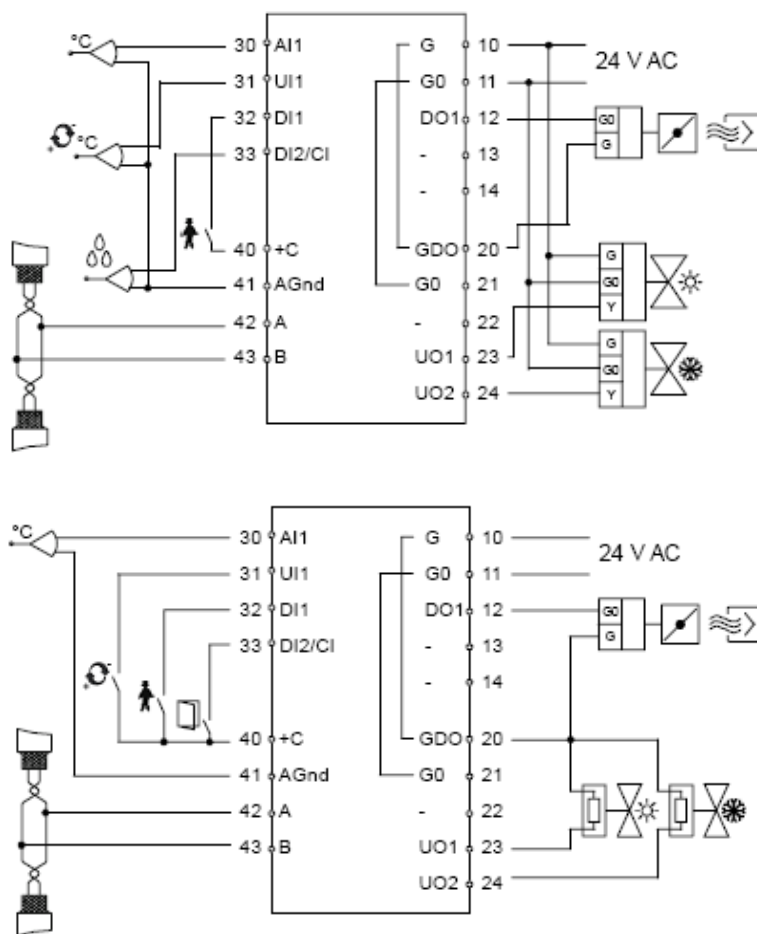 °C 30 AI1 G 10 24 V AC
31 UI1 G0 11
°C 32 DI1 DO1 12 G0
33 DI2/CI - 13 G
- 14
40 +C GDO 20 G
41 AGnd G0 21 G0
42 A - 22 Y
43 B UO1 23 G
UO2 24 G0
Y
°C 30 AI1 G 10 24 V AC
31 UI1 G0 11
32 DI1 DO1 12 G0
33 DI2/CI - 13 G
- 14
40 +C GDO 20
41 AGnd G0 21
42 A - 22
43 B UO1 23
UO2 24